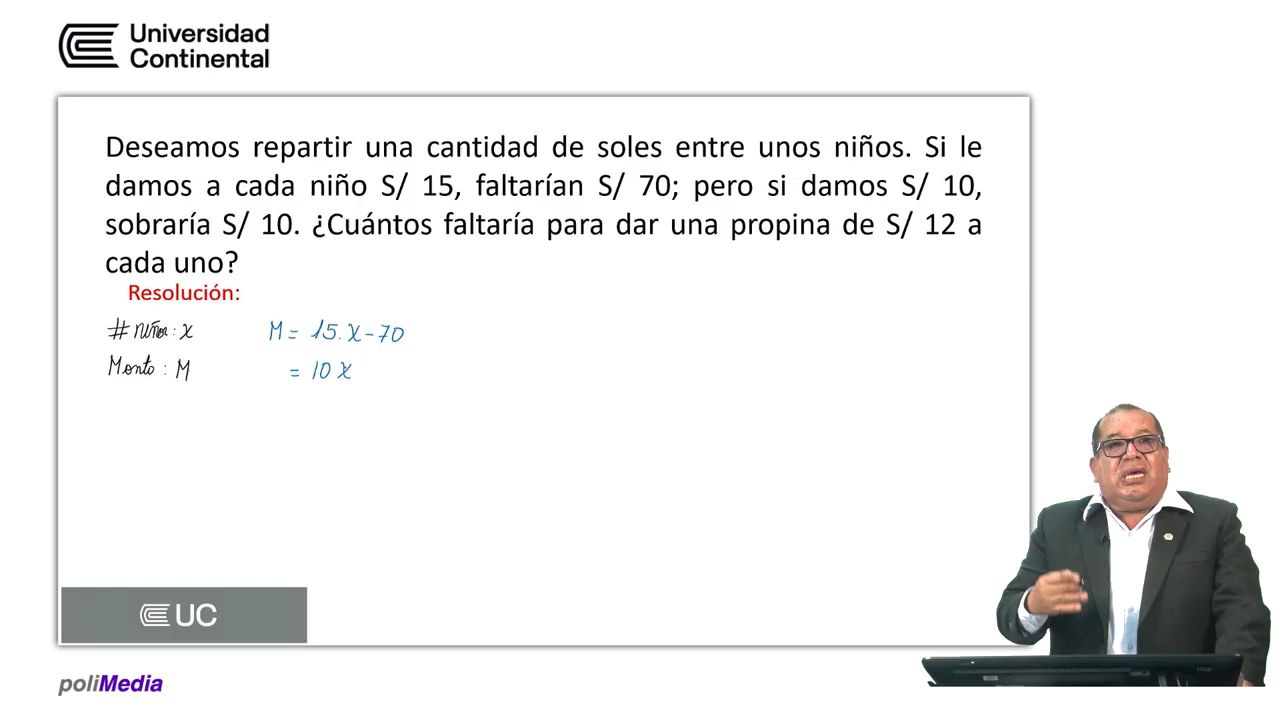 Universidad
Continental
Deseamos repartir una cantidad de soles entre unos niños. Si le
damos a cada niño S/ 15, faltarían S/ 70; pero si damos S/ 10,
sobraría S/ 10. ¿Cuántos faltaría para dar una propina de S/ 12 a
cada uno?
Resolución:
# niños: x M = 15.x - 70
Monto: M = 10 x
UC
poliMedia